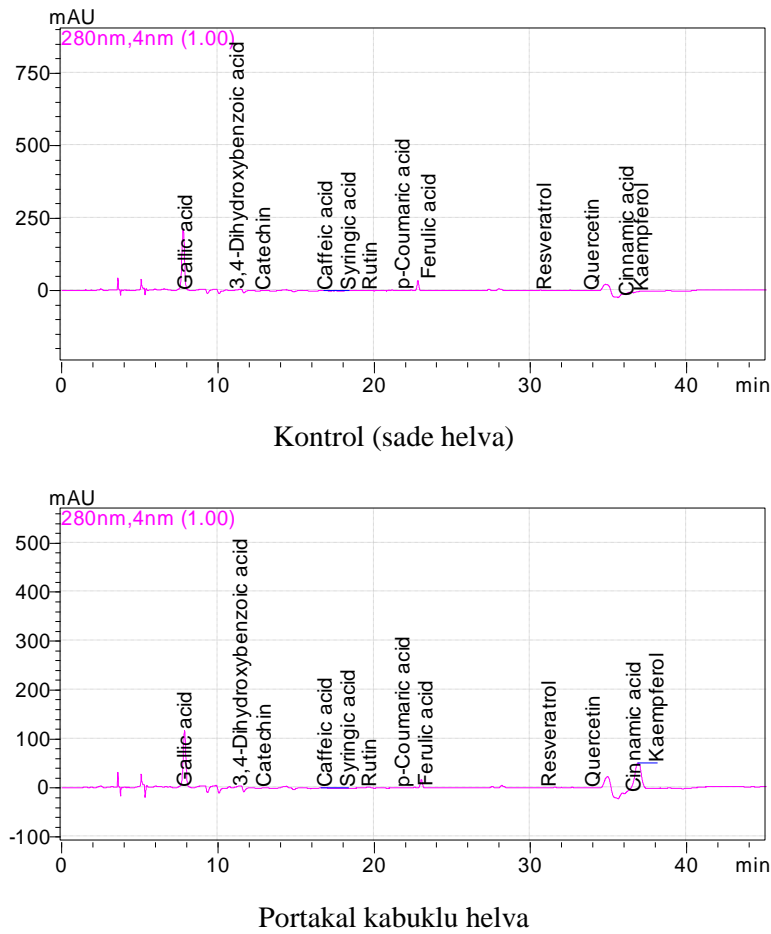 mAU
280nm,4nm (1.00)
750
500
250
0
Gallic acid
3,4-Dihydroxybenzoic acid
Catechin
Caffeic acid
Syringic acid
Rutin
p-Coumaric acid
Ferulic acid
Resveratrol
Quercetin
Cinnamic acid
Kaempferol
0 10 20 30 40 min
Kontrol (sade helva)
mAU
280nm,4nm (1.00)
500
400
300
200
100
0
-100
Gallic acid
3,4-Dihydroxybenzoic acid
Catechin
Caffeic acid
Syringic acid
Rutin
p-Coumaric acid
Ferulic acid
Resveratrol
Quercetin
Cinnamic acid
Kaempferol
0 10 20 30 40 min
Portakal kabuklu helva